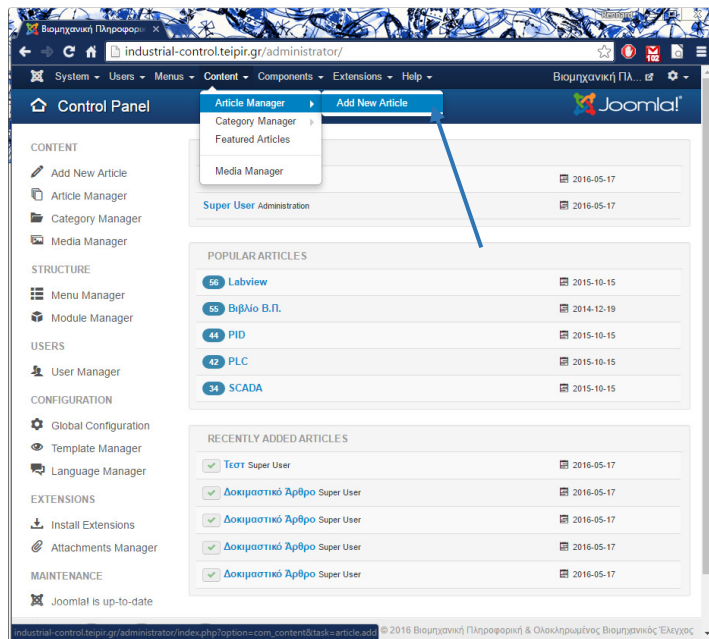 Βιομηχανική Πληροφορι
industrial-control.teipir.gr/administrator/
102
System Users Menus Content Components Extensions Help Βιομηχανική Πλ...
Control Panel Joomla!
Article Manager Add New Article
Category Manager
Featured Articles
Media Manager
CONTENT
Add New Article
Article Manager
Category Manager
Media Manager
STRUCTURE
Menu Manager
Module Manager
USERS
User Manager
CONFIGURATION
Global Configuration
Template Manager
Language Manager
EXTENSIONS
Install Extensions
Attachments Manager
MAINTENANCE
Joomla! is up-to-date
2016-05-17
Super User Administration 2016-05-17
POPULAR ARTICLES
56 Labview 2015-10-15
55 Βιβλίο Β.Π. 2014-12-19
44 PID 2015-10-15
42 PLC 2015-10-15
34 SCADA 2015-10-15
RECENTLY ADDED ARTICLES
Τεστ Super User 2016-05-17
Δοκιμαστικό Άρθρο Super User 2016-05-17
Δοκιμαστικό Άρθρο Super User 2016-05-17
Δοκιμαστικό Άρθρο Super User 2016-05-17
Δοκιμαστικό Άρθρο Super User 2016-05-17
industrial-control.teipir.gr/administrator/index.php?option=com_content&task=article.add © 2016 Βιομηχανική Πληροφορική & Ολοκληρωμένος Βιομηχανικός Έλεγχος